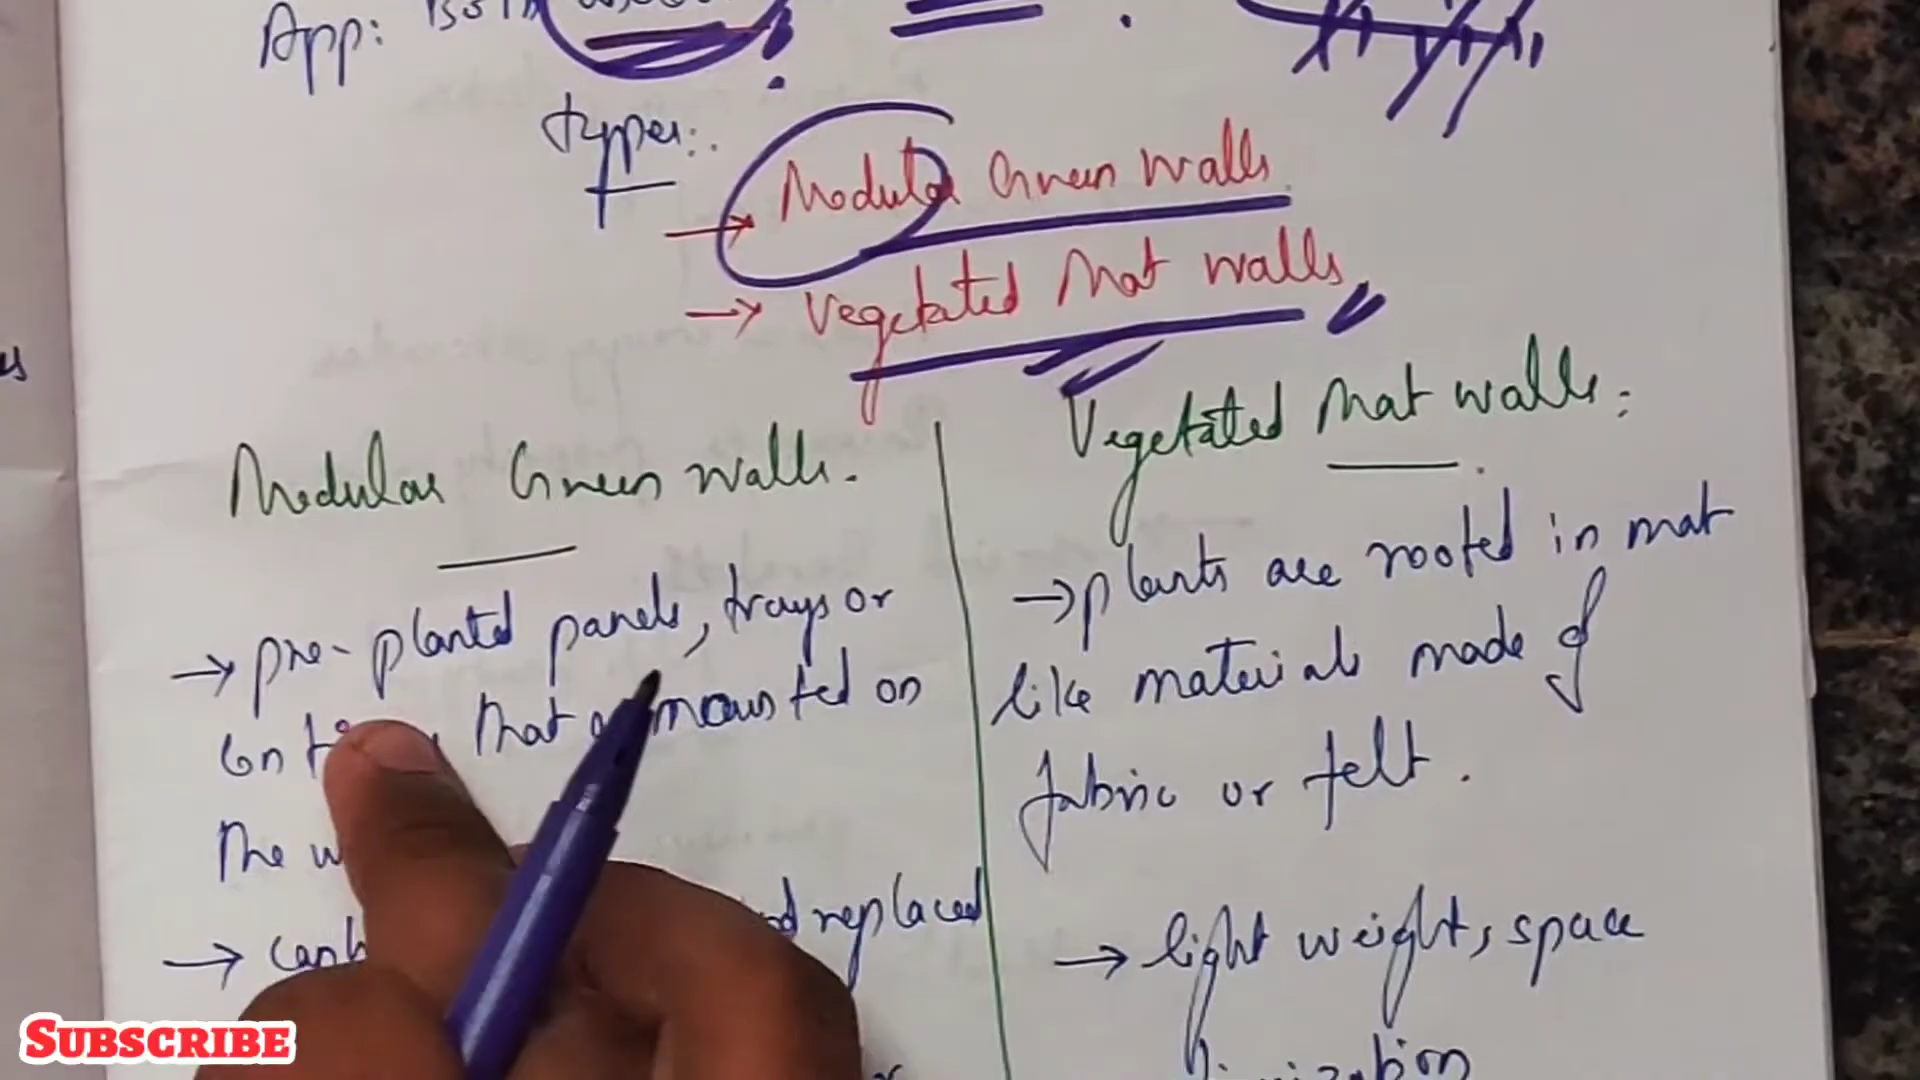 App:
types:
→ Modular Green Walls
→ Vegetated Mat Walls
Modular Green Walls.
→ pre-planted panels, trays or
that mounted on
The
→ replaced
Vegetated Mat Walls:
→ plants are rooted in mat
like materials made of
fabric or felt.
→ light weight, space
SUBSCRIBE